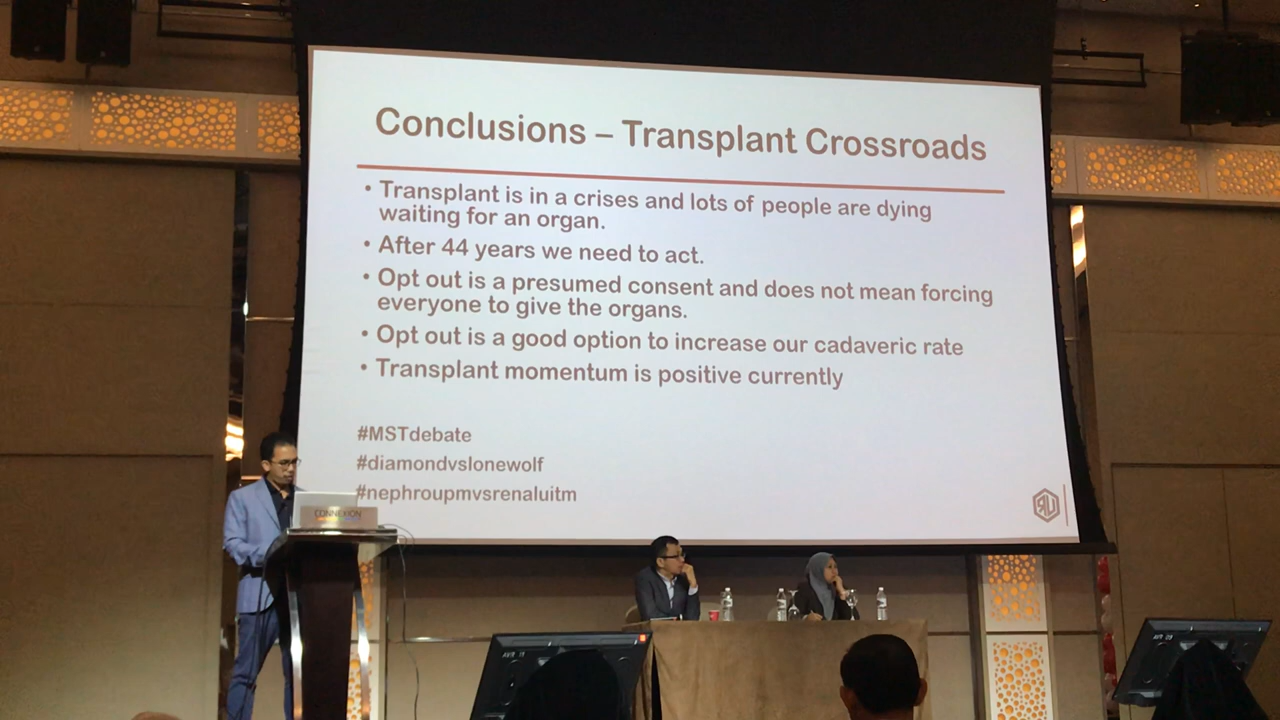 Conclusions – Transplant Crossroads
• Transplant is in a crises and lots of people are dying
waiting for an organ.
• After 44 years we need to act.
• Opt out is a presumed consent and does not mean forcing
everyone to give the organs.
• Opt out is a good option to increase our cadaveric rate
• Transplant momentum is positive currently
#MSTdebate
#diamondvslonewolf
#nephroupmvsrenaluitm
CONNEXION